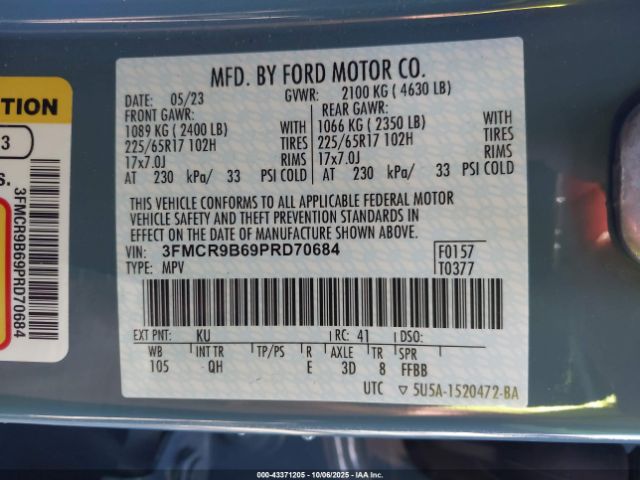 MFD. BY FORD MOTOR CO.
DATE: 05/23 GVWR: 2100 KG ( 4630 LB)
FRONT GAWR: REAR GAWR:
1089 KG ( 2400 LB) WITH 1066 KG ( 2350 LB) WITH
225/65R17 102H TIRES 225/65R17 102H TIRES
17x7.0J RIMS 17x7.0J RIMS
AT 230 kPa/ 33 PSI COLD AT 230 kPa/ 33 PSI COLD
THIS VEHICLE CONFORMS TO ALL APPLICABLE FEDERAL MOTOR
VEHICLE SAFETY AND THEFT PREVENTION STANDARDS IN
EFFECT ON THE DATE OF MANUFACTURE SHOWN ABOVE.
VIN: 3FMCR9B69PRD70684 F0157
TYPE: MPV T0377
EXT PNT: KU RC: 41 DSO:
WB INT TR TP/PS R AXLE TR SPR
105 QH E 3D 8 FFBB
UTC ▽ 5U5A-1520472-BA
TION
3
s.
3FMCR9B69PRD70684
00-43371205 10/06/2025 IAAI.com